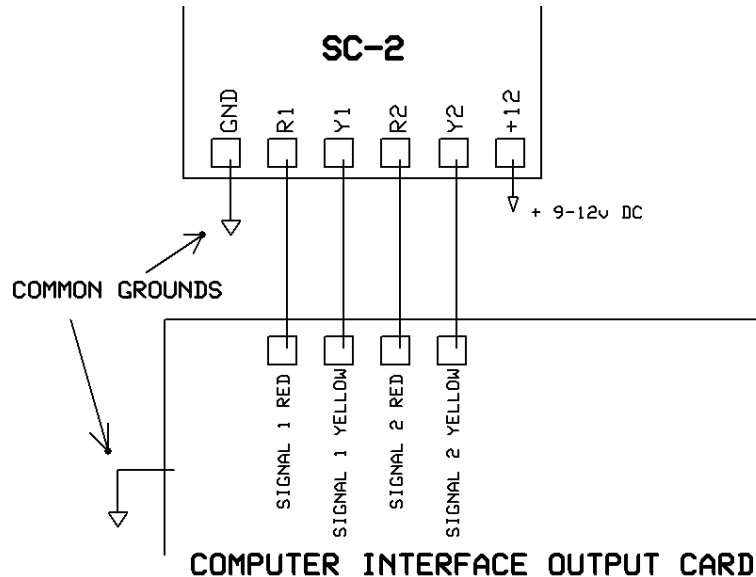 SC-2
GND R1 Y1 R2 Y2 +12
+ 9-12v DC
COMMON GROUNDS
SIGNAL 1 RED
SIGNAL 1 YELLOW
SIGNAL 2 RED
SIGNAL 2 YELLOW
COMPUTER INTERFACE OUTPUT CARD